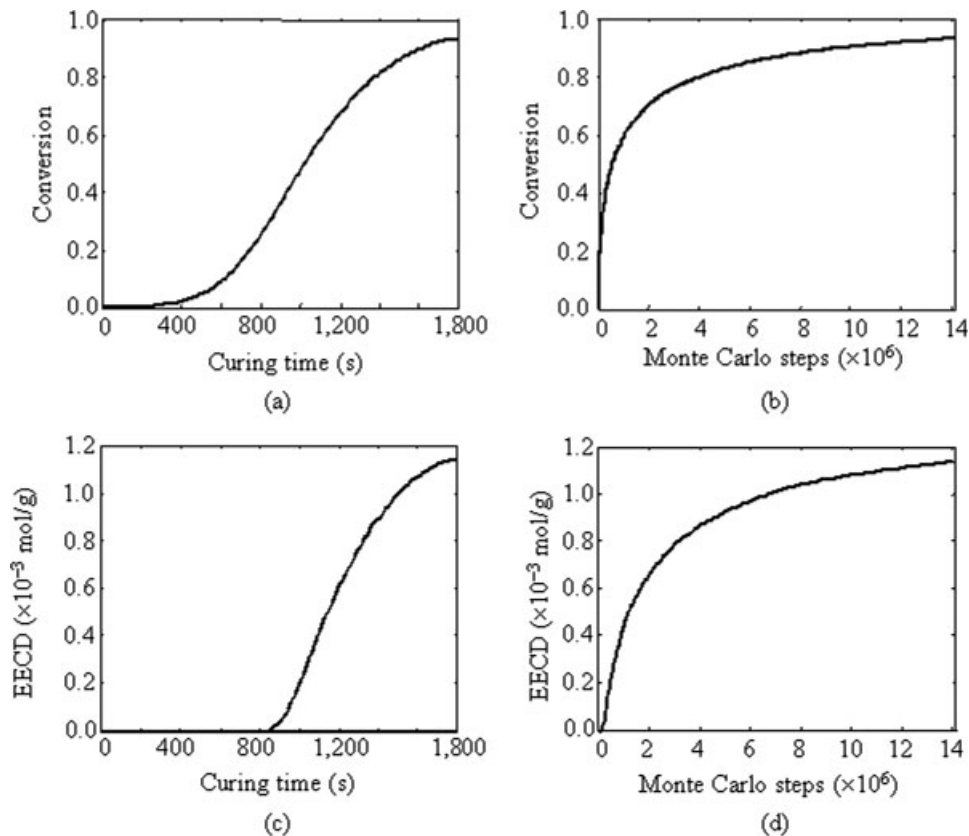 1.0
0.8
0.6
0.4
0.2
0.0
Conversion
0 400 800 1,200 1,800
Curing time (s)
(a)
1.0
0.8
0.6
0.4
0.2
0.0
Conversion
0 2 4 6 8 10 12 14
Monte Carlo steps (×10⁶)
(b)
1.2
1.0
0.8
0.6
0.4
0.2
0.0
EECD (×10⁻³ mol/g)
0 400 800 1,200 1,800
Curing time (s)
(c)
1.2
1.0
0.8
0.6
0.4
0.2
0.0
EECD (×10⁻³ mol/g)
0 2 4 6 8 10 12 14
Monte Carlo steps (×10⁶)
(d)